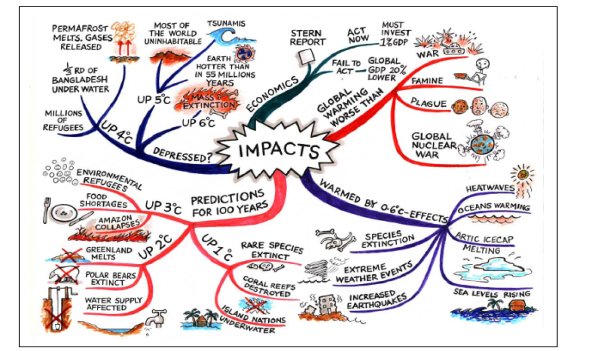 IMPACTS
ECONOMICS
STERN
REPORT
ACT
NOW
MUST
INVEST
1%GDP
FAIL TO
ACT
GLOBAL
GDP 20%
LOWER
GLOBAL
WARMING
WORSE THAN
WAR
FAMINE
PLAGUE
GLOBAL
NUCLEAR
WAR
WARMED BY 0.6°C-EFFECTS
HEATWAVES
OCEANS WARMING
ARTIC ICECAP
MELTING
SEA LEVELS RISING
SPECIES
EXTINCTION
EXTREME
WEATHER EVENTS
INCREASED
EARTHQUAKES
PREDICTIONS
FOR 100 YEARS
UP 1°C
RARE SPECIES
EXTINCT
CORAL REEFS
DESTROYED
ISLAND NATIONS
UNDERWATER
UP 2°C
GREENLAND
MELTS
POLAR BEARS
EXTINCT
WATER SUPPLY
AFFECTED
UP 3°C
ENVIRONMENTAL
REFUGEES
FOOD
SHORTAGES
AMAZON
COLLAPSES
DEPRESSED?
UP 4°C
PERMAFROST
MELTS. GASES
RELEASED
⅓ RD OF
BANGLADESH
UNDER WATER
MILLIONS
OF
REFUGEES
UP 5°C
MOST OF
THE WORLD
UNINHABITABLE
TSUNAMIS
EARTH
HOTTER THAN
IN 55 MILLIONS
YEARS
UP 6°C
MASS
EXTINCTION